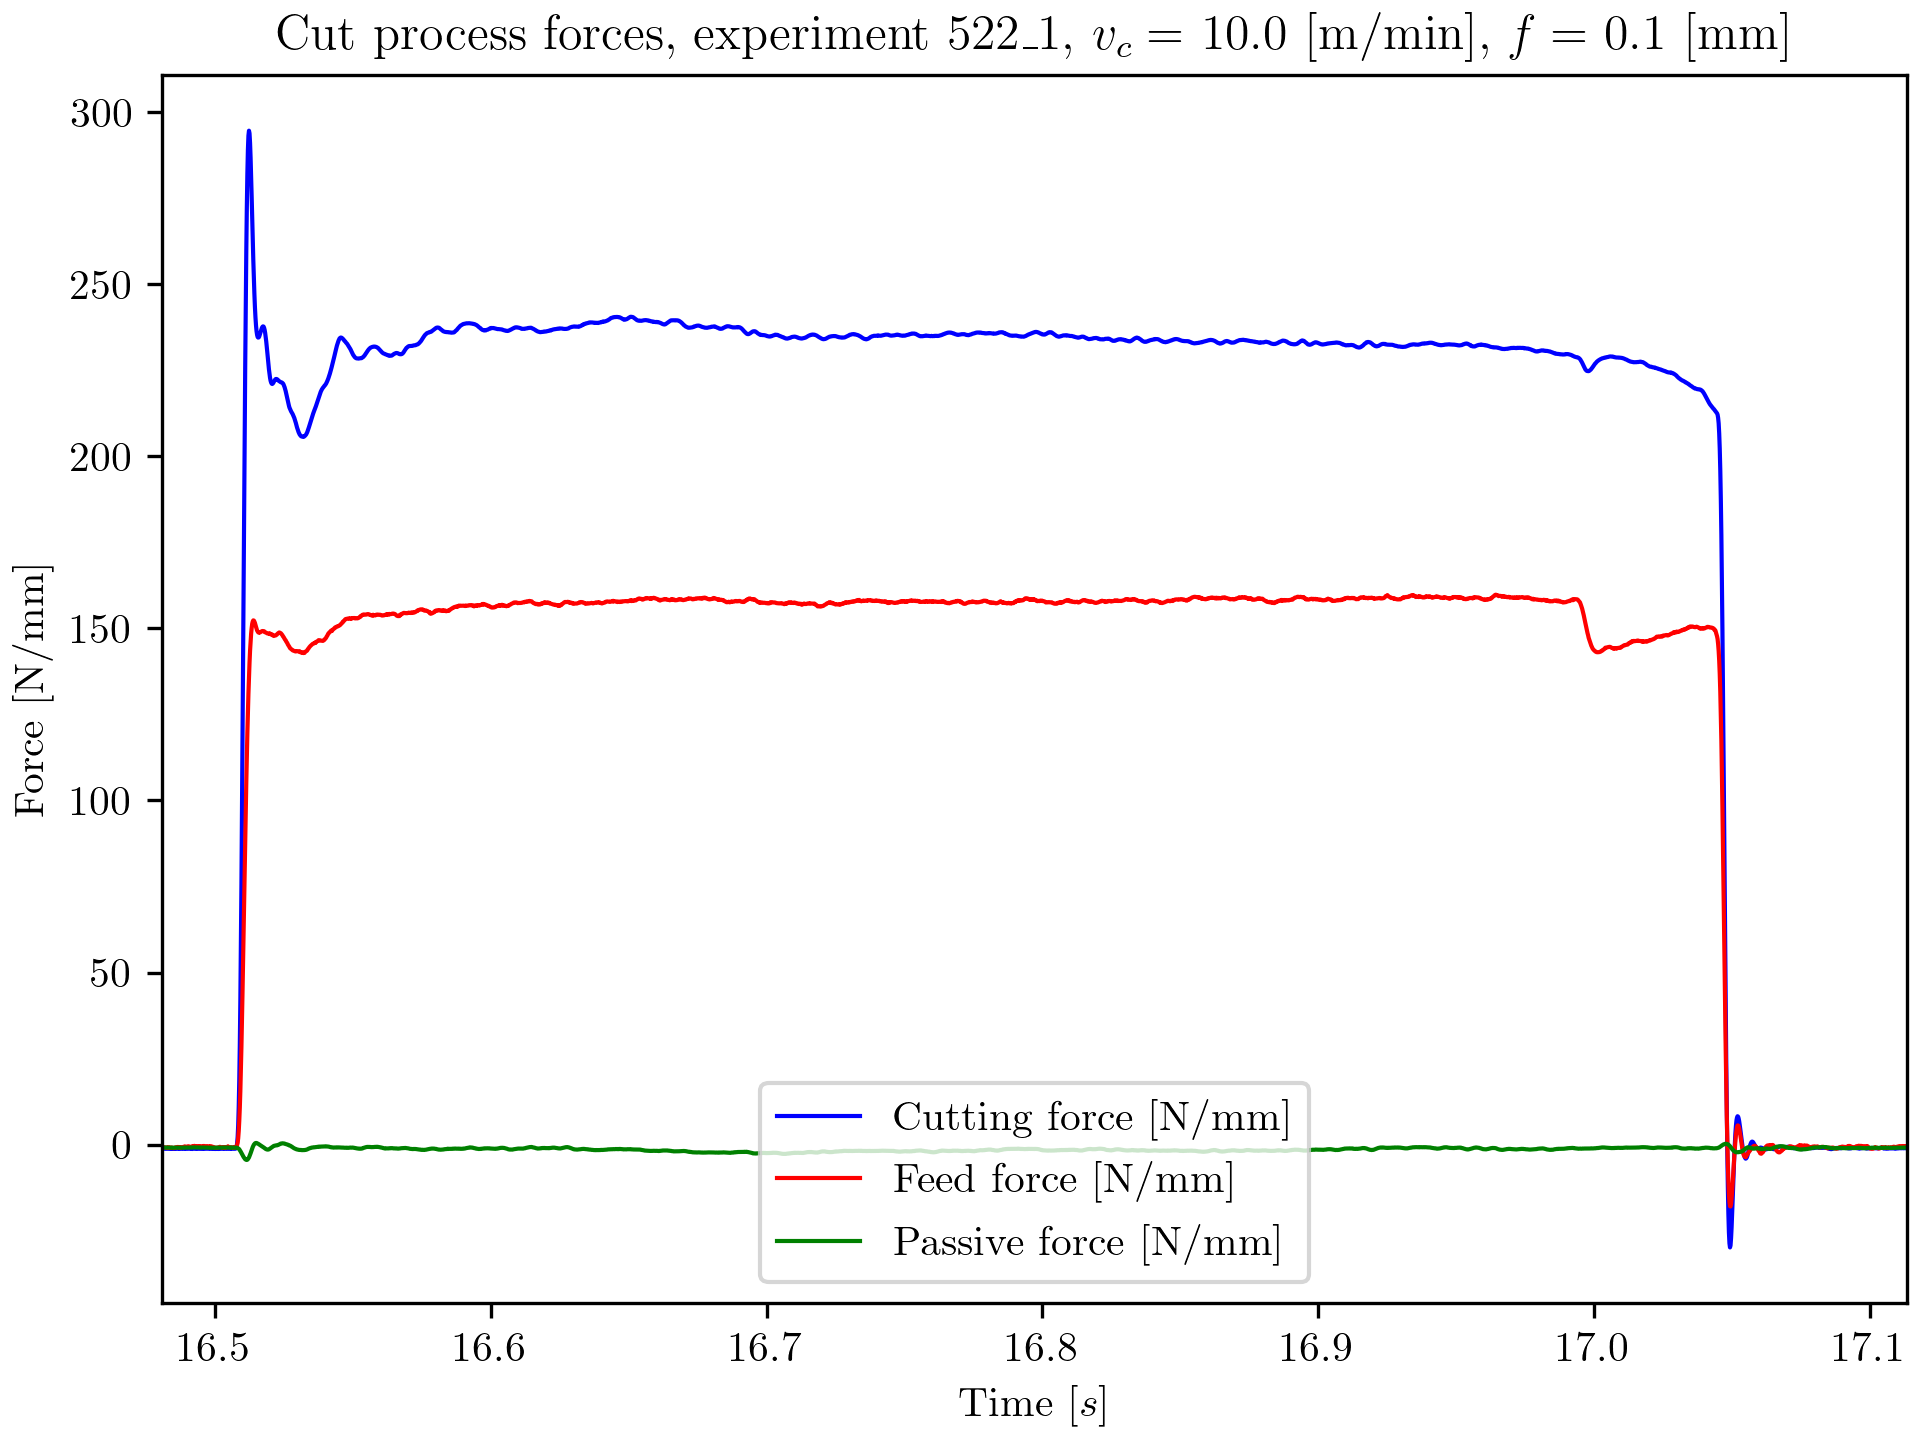 Cut process forces, experiment 522_1, v_c = 10.0 [m/min], f = 0.1 [mm]
300
250
200
150
100
50
0
Force [N/mm]
Cutting force [N/mm]
Feed force [N/mm]
Passive force [N/mm]
16.5 16.6 16.7 16.8 16.9 17.0 17.1
Time [s]